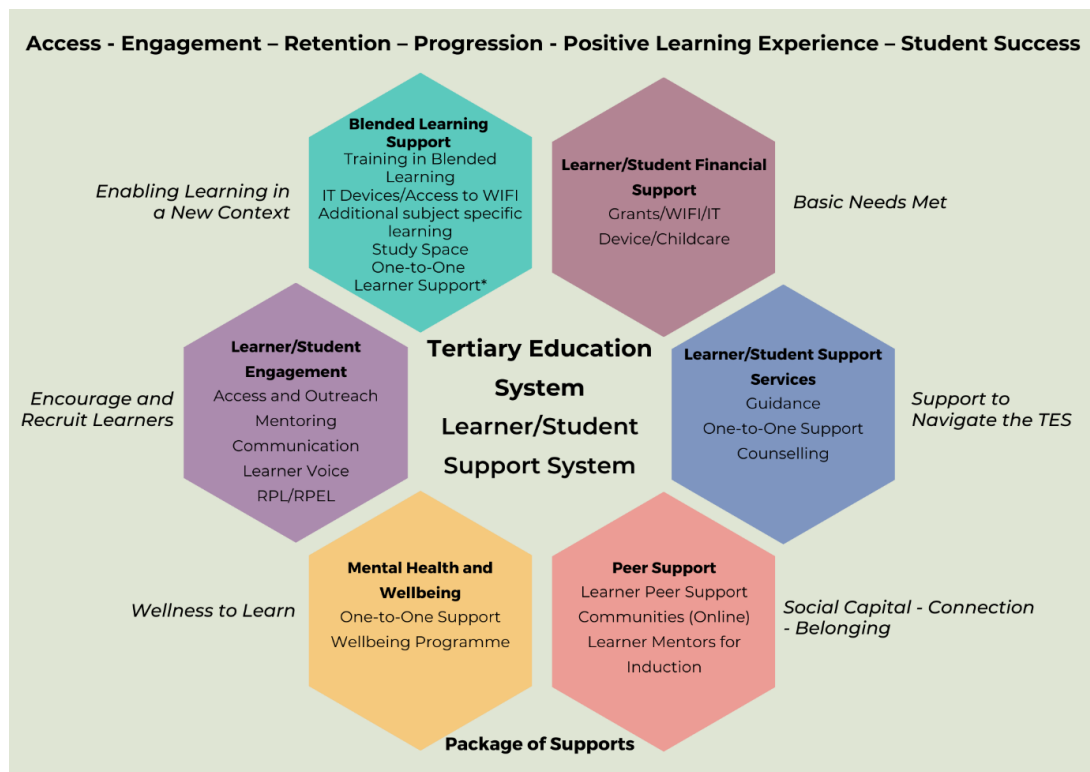 Access - Engagement – Retention – Progression - Positive Learning Experience – Student Success
Blended Learning
Support
Training in Blended
Learning
IT Devices/Access to WIFI
Additional subject specific
learning
Study Space
One-to-One
Learner Support*
Enabling Learning in
a New Context
Learner/Student Financial
Support
Grants/WIFI/IT
Device/Childcare
Basic Needs Met
Learner/Student
Engagement
Access and Outreach
Mentoring
Communication
Learner Voice
RPL/RPEL
Encourage and
Recruit Learners
Tertiary Education
System
Learner/Student
Support System
Learner/Student Support
Services
Guidance
One-to-One Support
Counselling
Support to
Navigate the TES
Mental Health and
Wellbeing
One-to-One Support
Wellbeing Programme
Wellness to Learn
Peer Support
Learner Peer Support
Communities (Online)
Learner Mentors for
Induction
Social Capital - Connection
- Belonging
Package of Supports